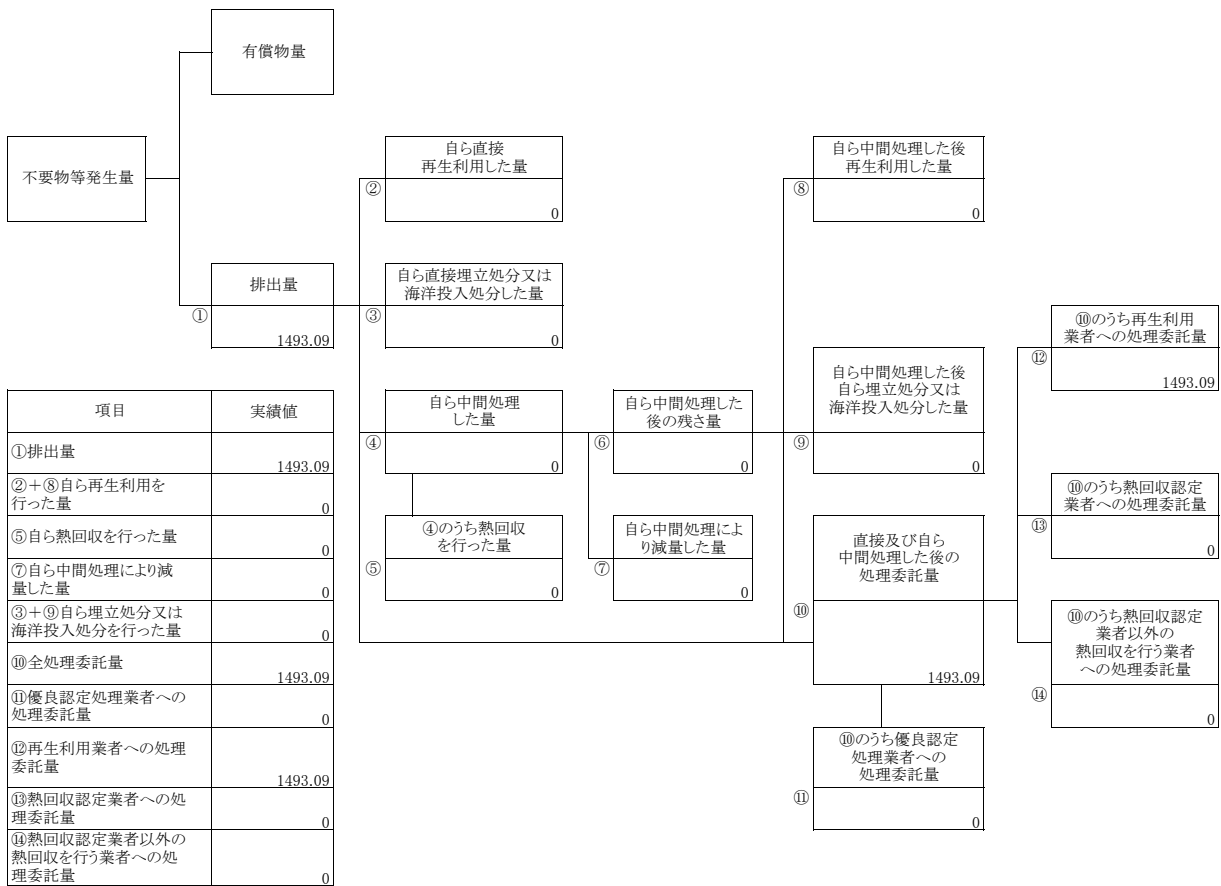 有償物量
不要物等発生量
自ら直接
再生利用した量
②
0
自ら中間処理した後
再生利用した量
⑧
0
排出量
①
1493.09
自ら直接埋立処分又は
海洋投入処分した量
③
0
⑩のうち再生利用
業者への処理委託量
⑫
1493.09
自ら中間処理
した量
④
0
自ら中間処理した
後の残さ量
⑥
0
自ら中間処理した後
自ら埋立処分又は
海洋投入処分した量
⑨
0
⑩のうち熱回収認定
業者への処理委託量
⑬
0
④のうち熱回収
を行った量
⑤
0
自ら中間処理によ
り減量した量
⑦
0
直接及び自ら
中間処理した後の
処理委託量
⑩
1493.09
⑩のうち熱回収認定
業者以外の
熱回収を行う業者
への処理委託量
⑭
0
⑩のうち優良認定
処理業者への
処理委託量
⑪
0
項目 実績値
①排出量
1493.09
②+⑧自ら再生利用を
行った量
0
⑤自ら熱回収を行った量
0
⑦自ら中間処理により減
量した量
0
③+⑨自ら埋立処分又は
海洋投入処分を行った量
0
⑩全処理委託量
1493.09
⑪優良認定処理業者への
処理委託量
0
⑫再生利用業者への処理
委託量
1493.09
⑬熱回収認定業者への処
理委託量
0
⑭熱回収認定業者以外の
熱回収を行う業者への処
理委託量
0